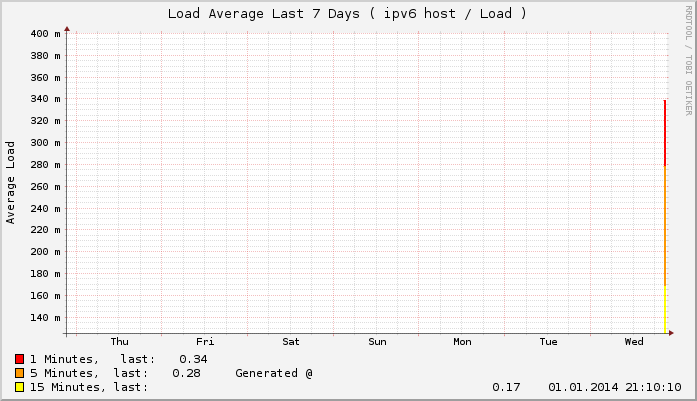 Load Average Last 7 Days ( ipv6 host / Load )
RRDTOOL / TOBI OETIKER
Average Load
400 m
380 m
360 m
340 m
320 m
300 m
280 m
260 m
240 m
220 m
200 m
180 m
160 m
140 m
Thu Fri Sat Sun Mon Tue Wed
1 Minutes, last: 0.34
5 Minutes, last: 0.28 Generated @
15 Minutes, last: 0.17 01.01.2014 21:10:10